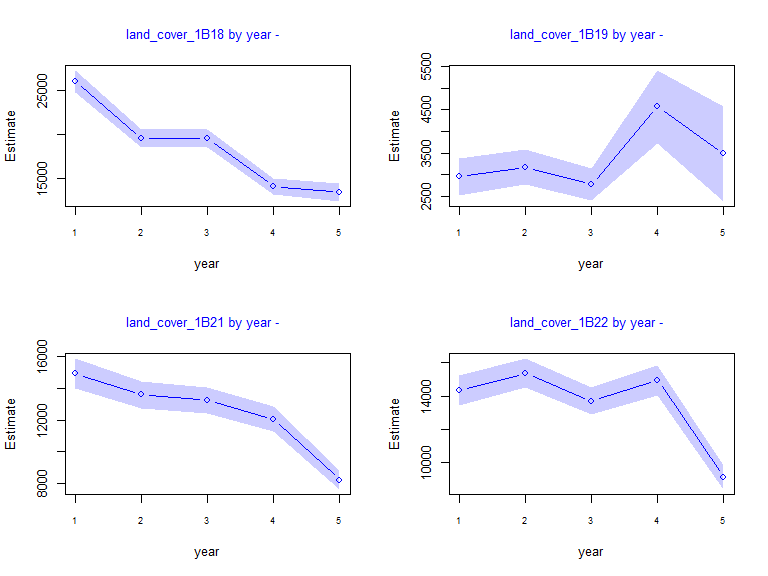 land_cover_1B18 by year -
Estimate
15000 25000
1 2 3 4 5
year
land_cover_1B19 by year -
Estimate
2500 3500 4500 5500
1 2 3 4 5
year
land_cover_1B21 by year -
Estimate
8000 12000 16000
1 2 3 4 5
year
land_cover_1B22 by year -
Estimate
10000 14000
1 2 3 4 5
year